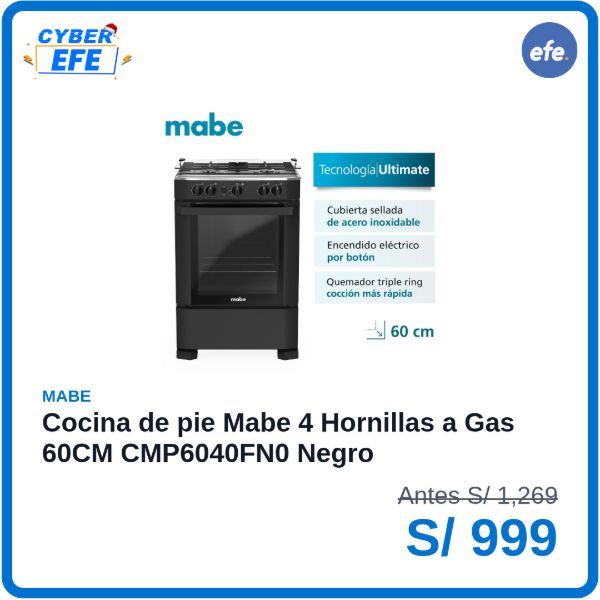 CYBER
EFE
efe.
mabe
Tecnología|Ultimate
Cubierta sellada
de acero inoxidable
Encendido eléctrico
por botón
Quemador triple ring
cocción más rápida
mabe
60 cm
MABE
Cocina de pie Mabe 4 Hornillas a Gas
60CM CMP6040FN0 Negro
Antes S/ 1,269
S/ 999